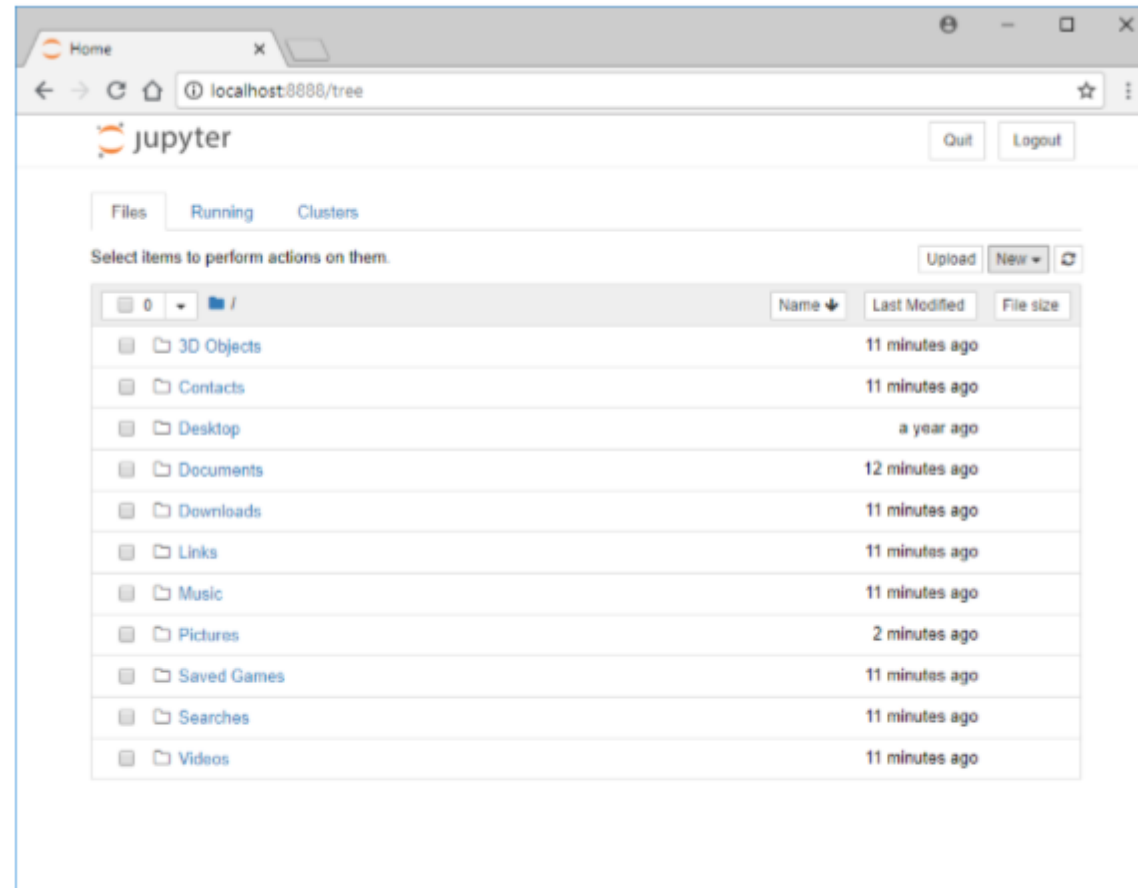 Home
localhost:8888/tree
jupyter
Quit Logout
Files Running Clusters
Select items to perform actions on them.
Upload New
0 / Name Last Modified File size
3D Objects 11 minutes ago
Contacts 11 minutes ago
Desktop a year ago
Documents 12 minutes ago
Downloads 11 minutes ago
Links 11 minutes ago
Music 11 minutes ago
Pictures 2 minutes ago
Saved Games 11 minutes ago
Searches 11 minutes ago
Videos 11 minutes ago